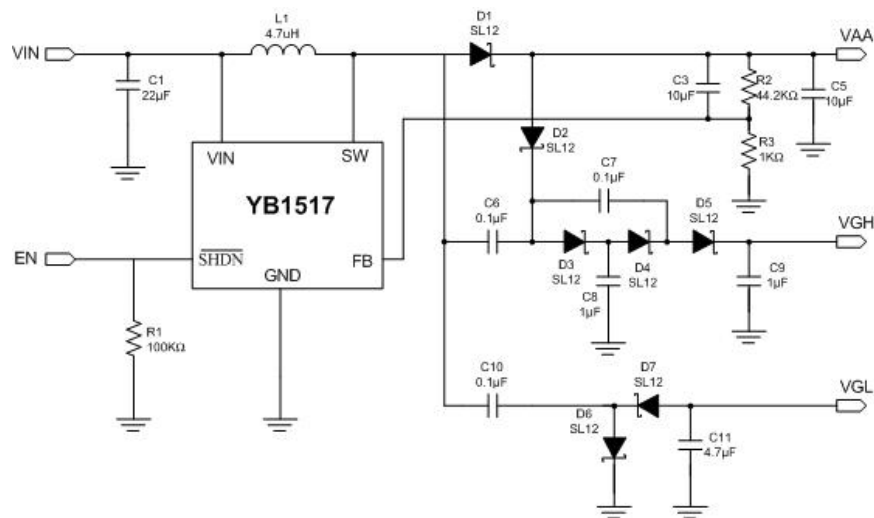 L1
4.7uH
D1
SL12
VIN
VAA
C1
22µF
C3
10µF
R2
44.2KΩ
C5
10µF
D2
SL12
R3
1KΩ
VIN
SW
YB1517
C7
0.1µF
C6
0.1µF
D5
SL12
VGH
EN
SHDN
FB
GND
D3
SL12
D4
SL12
C8
1µF
C9
1µF
R1
100KΩ
C10
0.1µF
D7
SL12
VGL
D6
SL12
C11
4.7µF